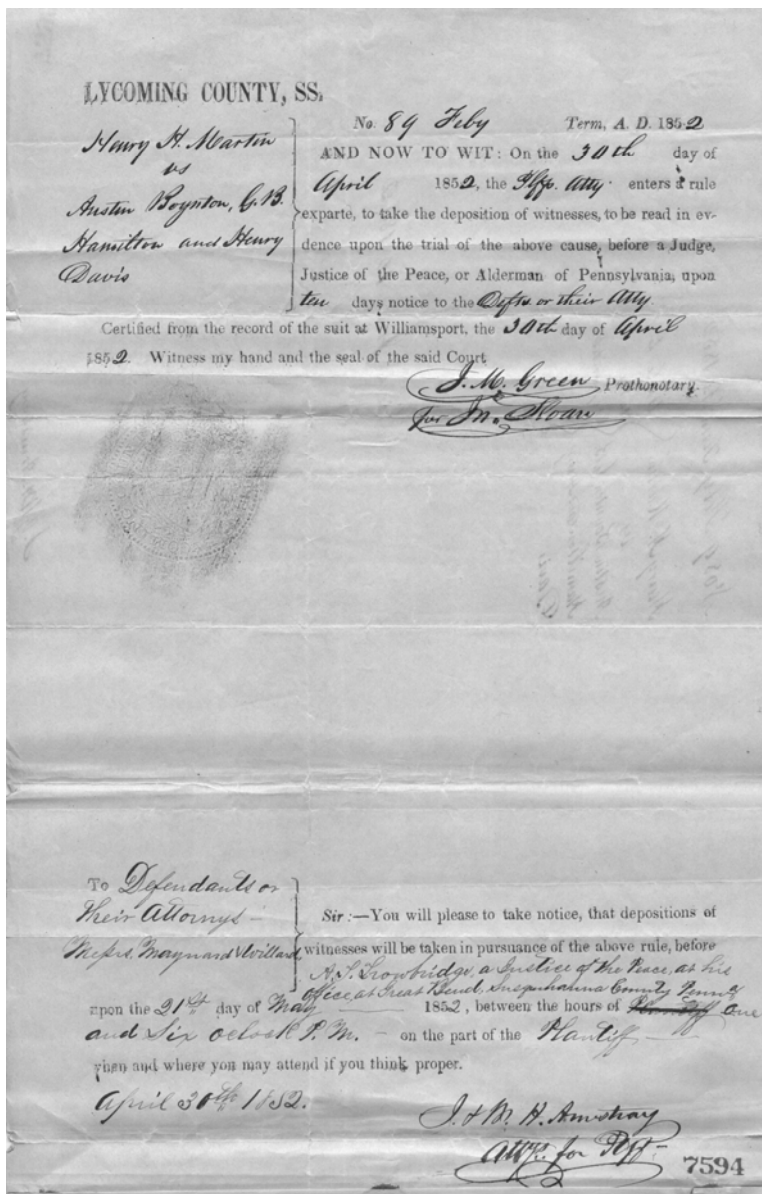 LYCOMING COUNTY, SS.
Henry H. Martin
vs
Austin Boynton, G. B.
Hamilton and Henry
Davis
No. 89 Feby Term, A. D. 1852
AND NOW TO WIT: On the 30th day of
April 1852, the Plffs. Atty. enters a rule
exparte, to take the deposition of witnesses, to be read in ev-
dence upon the trial of the above cause, before a Judge,
Justice of the Peace, or Alderman of Pennsylvania, upon
ten days notice to the Defts or their Atty.
Certified from the record of the suit at Williamsport, the 30th day of April
1852. Witness my hand and the seal of the said Court
J. M. Green Prothonotary.
for Jn. Sloan
To Defendants or
their Attorneys
Messrs. Maynard & Willard
Sir:—You will please to take notice, that depositions of
witnesses will be taken in pursuance of the above rule, before
A. S. Trowbridge, a Justice of the Peace, at his
office, at Great Bend Susquehanna County Penna
upon the 21st day of May 1852, between the hours of one
and Six oclock P. M. – on the part of the Plantiff
when and where you may attend if you think proper.
April 30th 1852.
J. & W. H. Armstrong
Attys. for Plff
7594